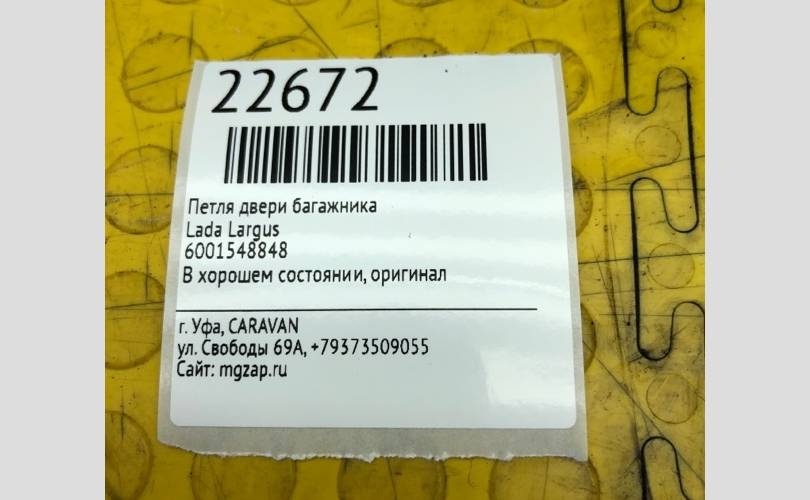 22672
Петля двери багажника
Lada Largus
6001548848
В хорошем состоянии, оригинал
г. Уфа, CARAVAN
ул. Свободы 69А, +79373509055
Сайт: mgzap.ru